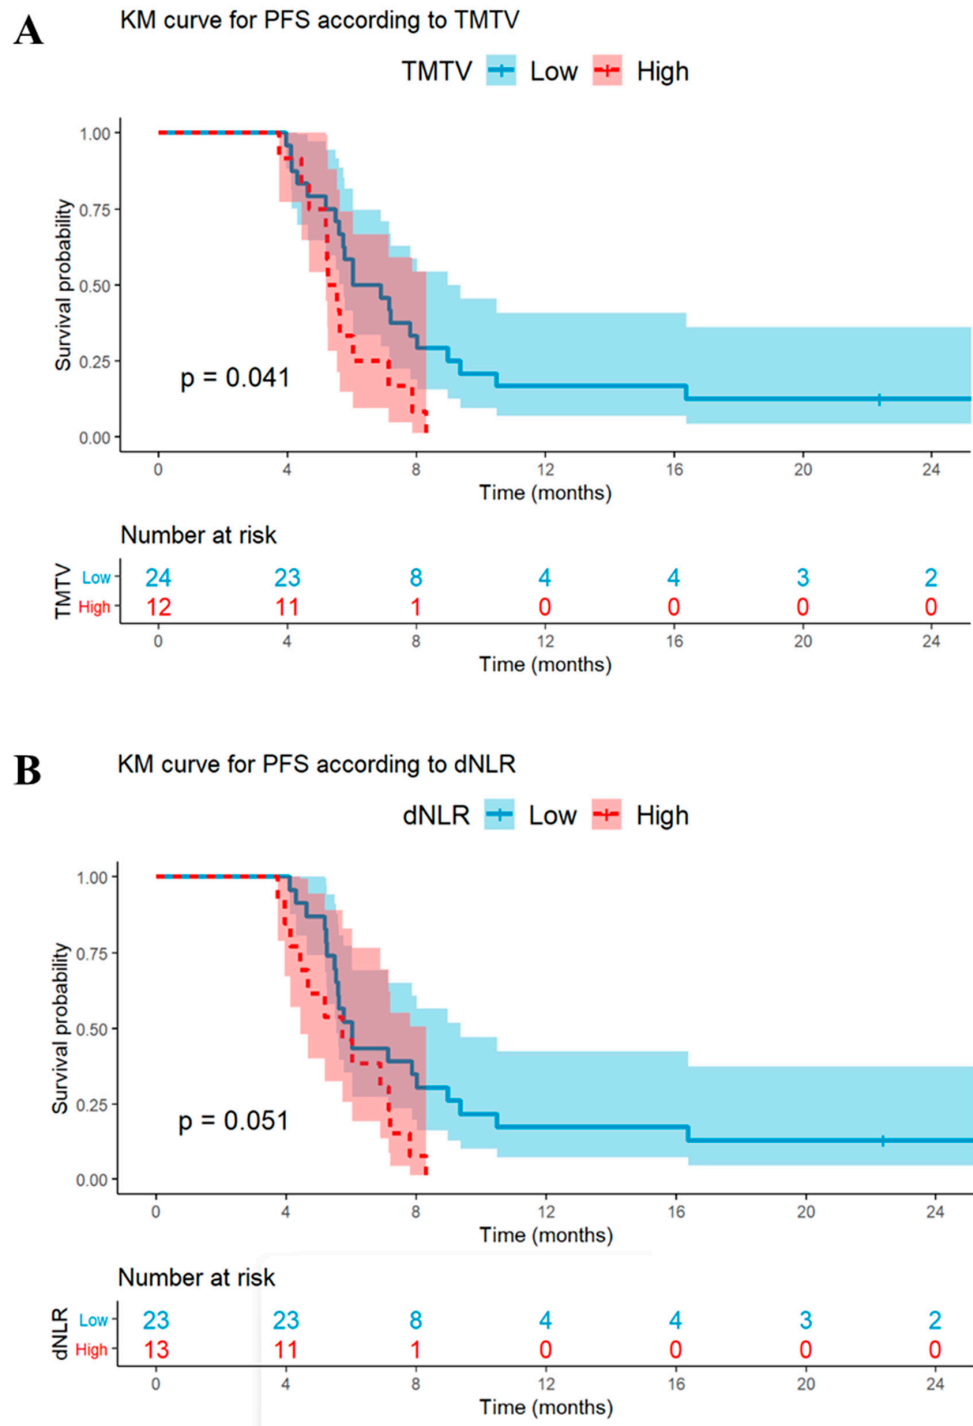 A
KM curve for PFS according to TMTV
TMTV Low High
1.00
0.75
0.50
0.25
0.00
Survival probability
p = 0.041
0 4 8 12 16 20 24
Time (months)
Number at risk
TMTV
Low 24 23 8 4 4 3 2
High 12 11 1 0 0 0 0
0 4 8 12 16 20 24
Time (months)
B
KM curve for PFS according to dNLR
dNLR Low High
1.00
0.75
0.50
0.25
0.00
Survival probability
p = 0.051
0 4 8 12 16 20 24
Time (months)
Number at risk
dNLR
Low 23 23 8 4 4 3 2
High 13 11 1 0 0 0 0
0 4 8 12 16 20 24
Time (months)